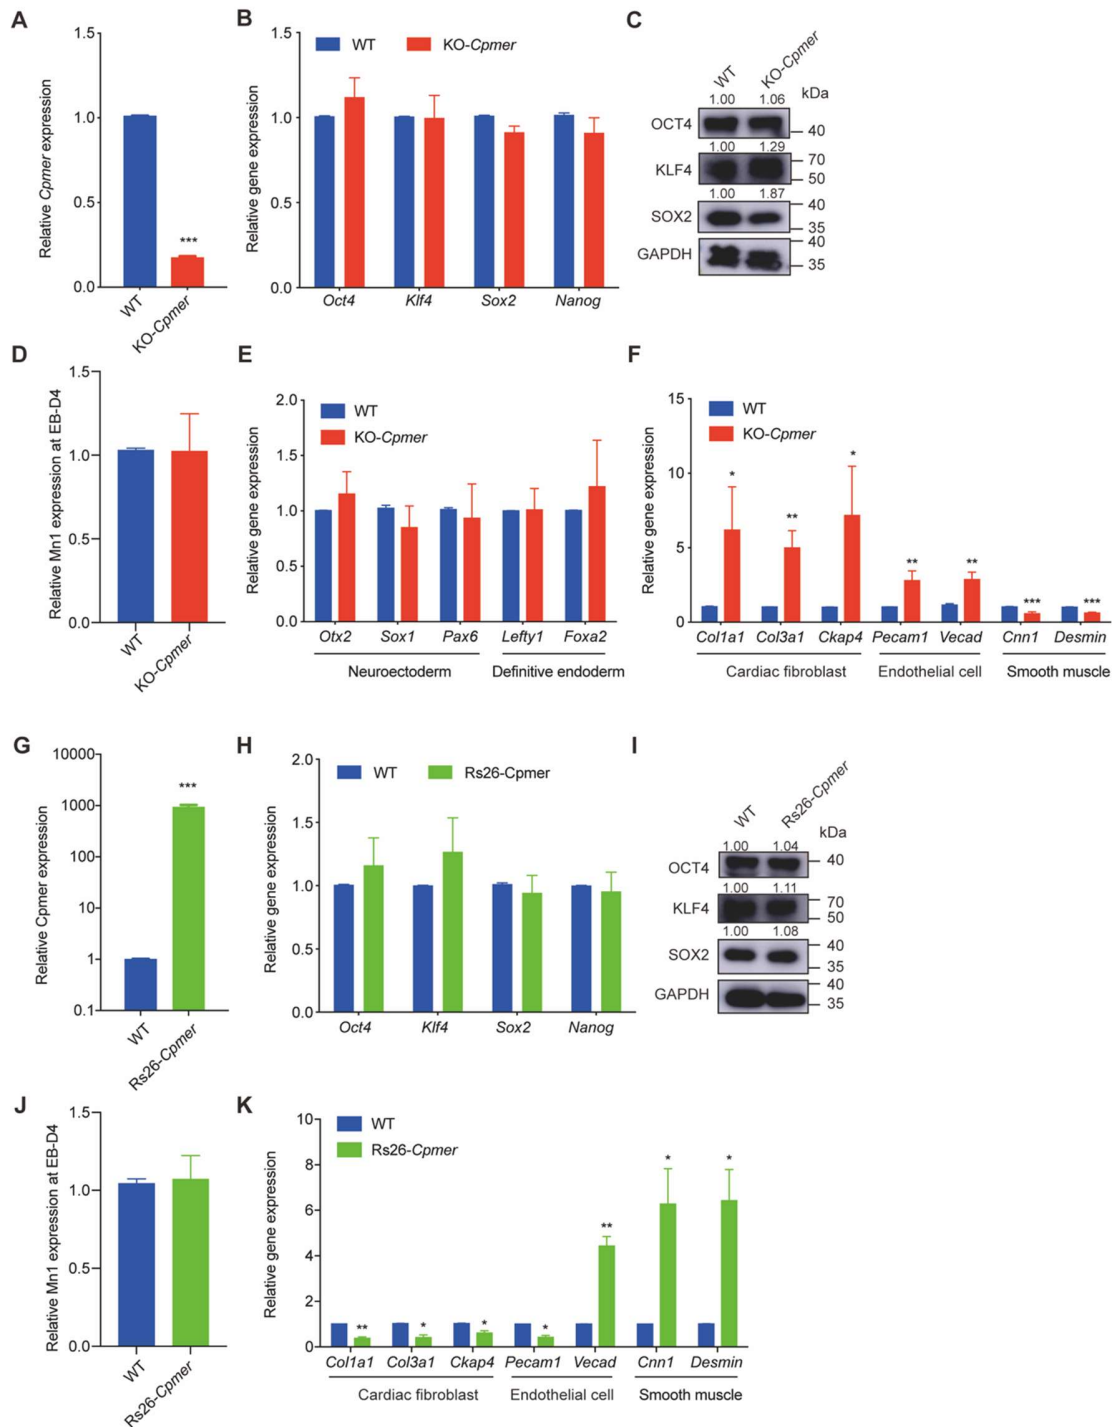 A
Relative Cpmer expression
1.5
1.0
0.5
0.0
***
WT
KO-Cpmer
B
Relative gene expression
1.5
1.0
0.5
0.0
WT
KO-Cpmer
Oct4 Klf4 Sox2 Nanog
C
WT KO-Cpmer
kDa
1.00 1.06
OCT4
40
1.00 1.29
KLF4
70
50
1.00 1.87
SOX2
40
35
GAPDH
40
35
D
Relative Mn1 expression at EB-D4
1.5
1.0
0.5
0.0
WT
KO-Cpmer
E
Relative gene expression
2.0
1.5
1.0
0.5
0.0
WT
KO-Cpmer
Otx2 Sox1 Pax6 Lefty1 Foxa2
Neuroectoderm Definitive endoderm
F
Relative gene expression
15
10
5
0
WT
KO-Cpmer
* ** * ** ** *** ***
Col1a1 Col3a1 Ckap4 Pecam1 Vecad Cnn1 Desmin
Cardiac fibroblast Endothelial cell Smooth muscle
G
Relative Cpmer expression
10000
1000
100
10
1
0.1
***
WT
Rs26-Cpmer
H
Relative gene expression
2.0
1.5
1.0
0.5
0.0
WT
Rs26-Cpmer
Oct4 Klf4 Sox2 Nanog
I
WT Rs26-Cpmer
kDa
1.00 1.04
OCT4
40
1.00 1.11
KLF4
70
50
1.00 1.08
SOX2
40
35
GAPDH
40
35
J
Relative Mn1 expression at EB-D4
1.5
1.0
0.5
0.0
WT
Rs26-Cpmer
K
Relative gene expression
10
8
6
4
2
0
WT
Rs26-Cpmer
** * * * ** * *
Col1a1 Col3a1 Ckap4 Pecam1 Vecad Cnn1 Desmin
Cardiac fibroblast Endothelial cell Smooth muscle